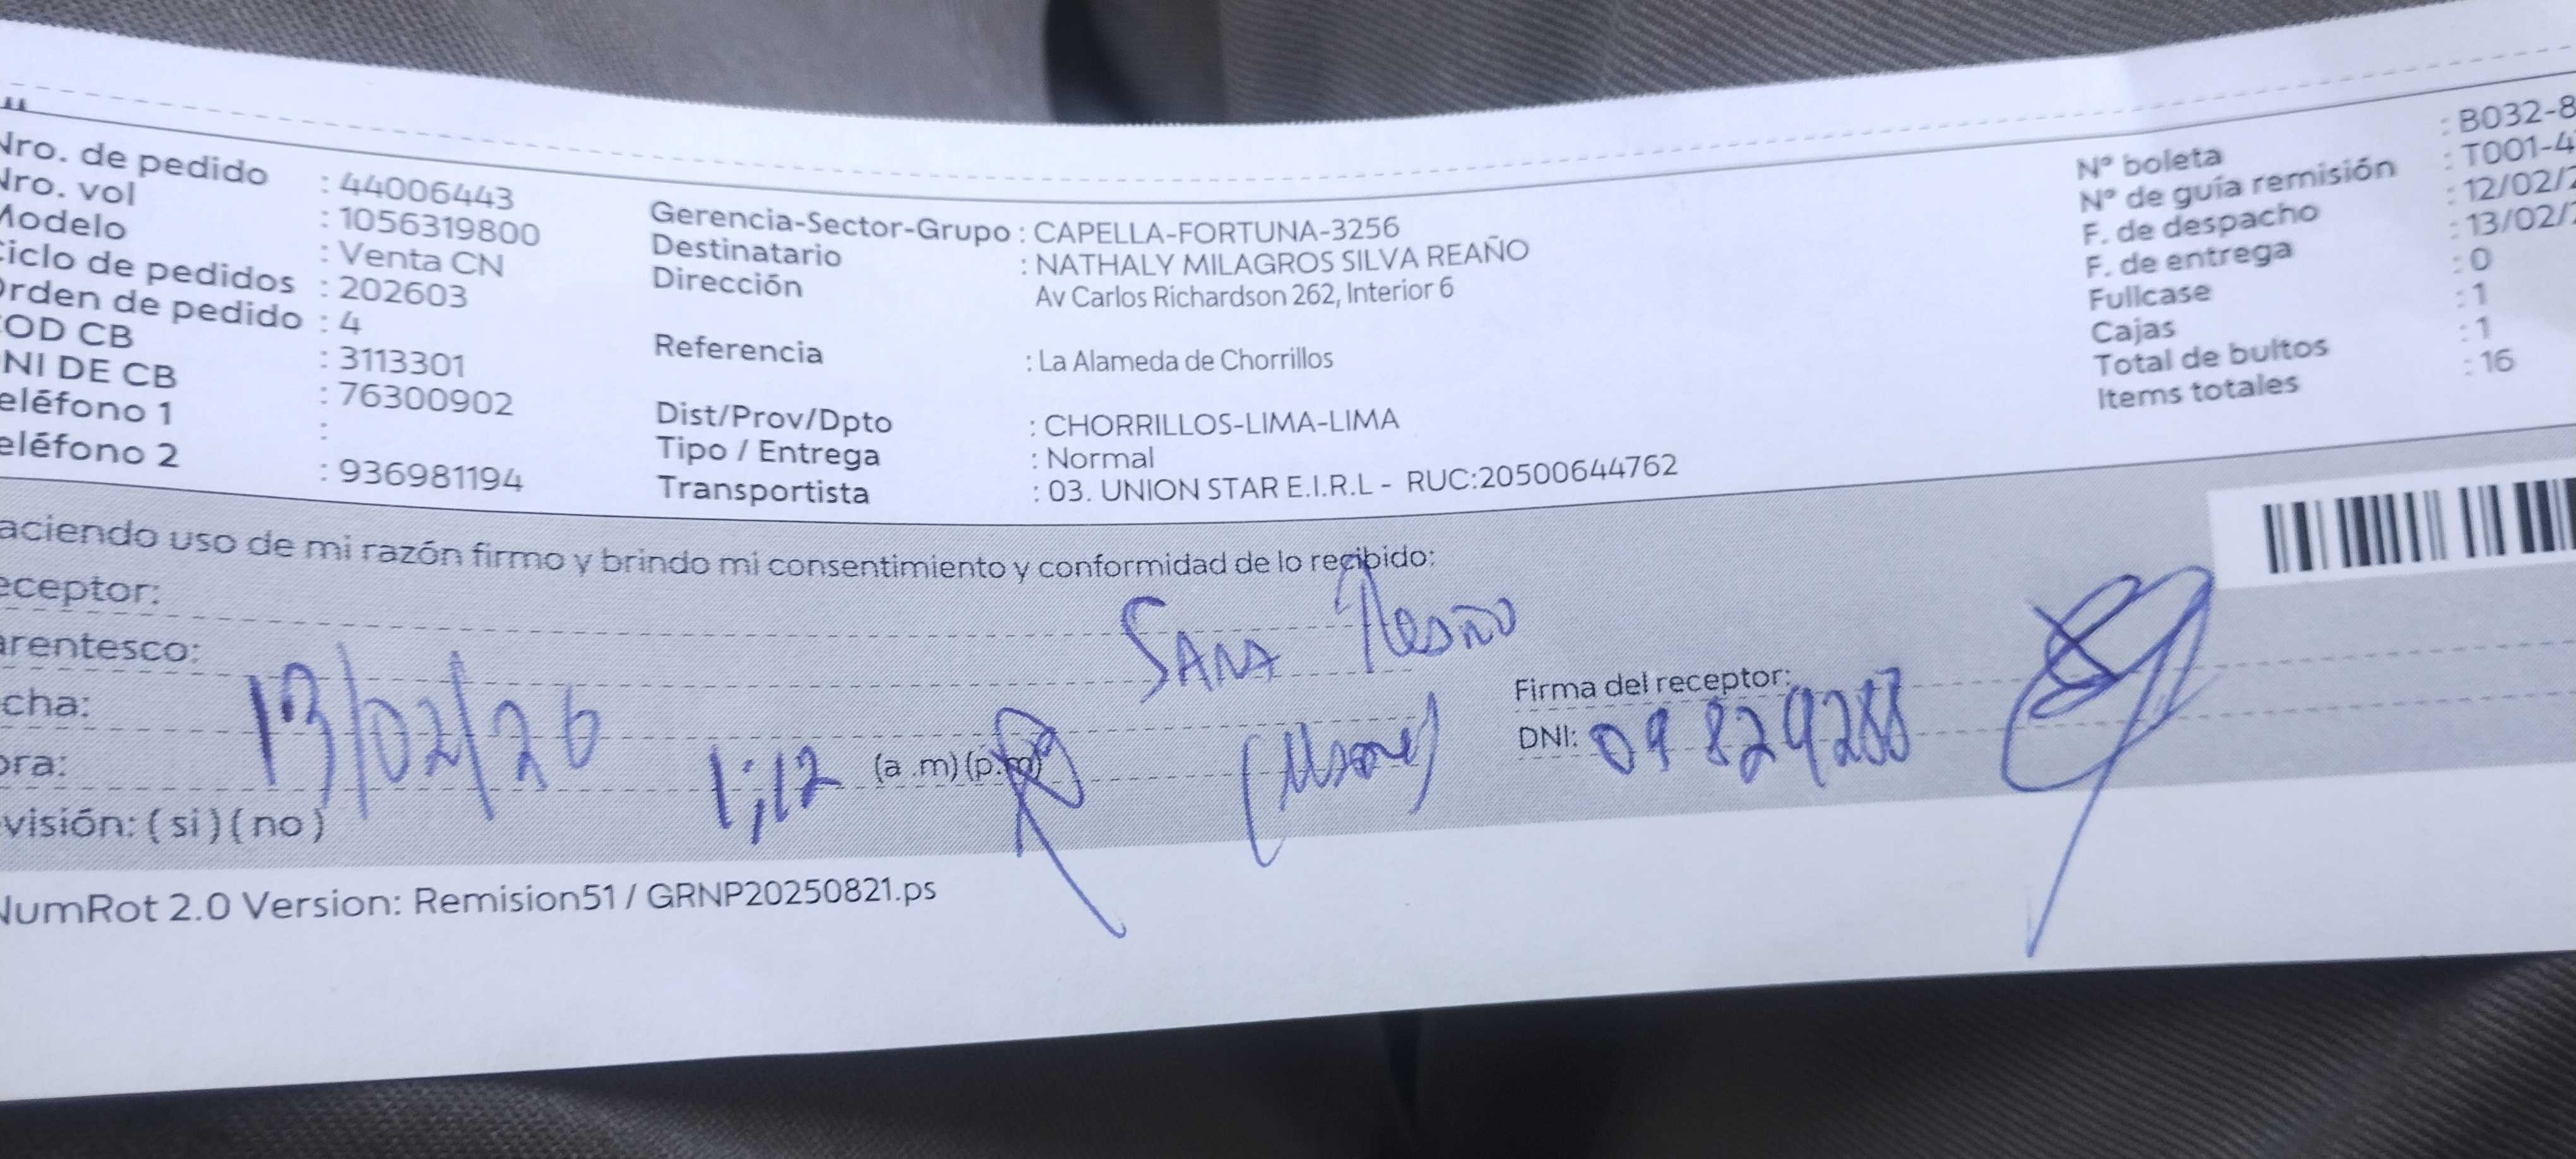 Nro. de pedido : 44006443
Nro. vol : 1056319800
Modelo : Venta CN
Ciclo de pedidos : 202603
Orden de pedido : 4
COD CB : 3113301
DNI DE CB : 76300902
Teléfono 1 :
Teléfono 2 : 936981194
Gerencia-Sector-Grupo : CAPELLA-FORTUNA-3256
Destinatario : NATHALY MILAGROS SILVA REAÑO
Dirección Av Carlos Richardson 262, Interior 6
Referencia : La Alameda de Chorrillos
Dist/Prov/Dpto : CHORRILLOS-LIMA-LIMA
Tipo / Entrega : Normal
Transportista : 03. UNION STAR E.I.R.L - RUC:20500644762
N° boleta : B032-8
N° de guía remisión : T001-4
F. de despacho : 12/02/2
F. de entrega : 13/02/2
Fullcase : 0
Cajas : 1
Total de bultos : 1
Items totales : 16
aciendo uso de mi razón firmo y brindo mi consentimiento y conformidad de lo recibido:
eceptor: Reaño
arentesco:
echa: 13/02/26
ora: 1:12 (a .m) (p.m)
Firma del receptor:
DNI:
visión: ( si ) ( no )
NumRot 2.0 Version: Remision51 / GRNP20250821.ps